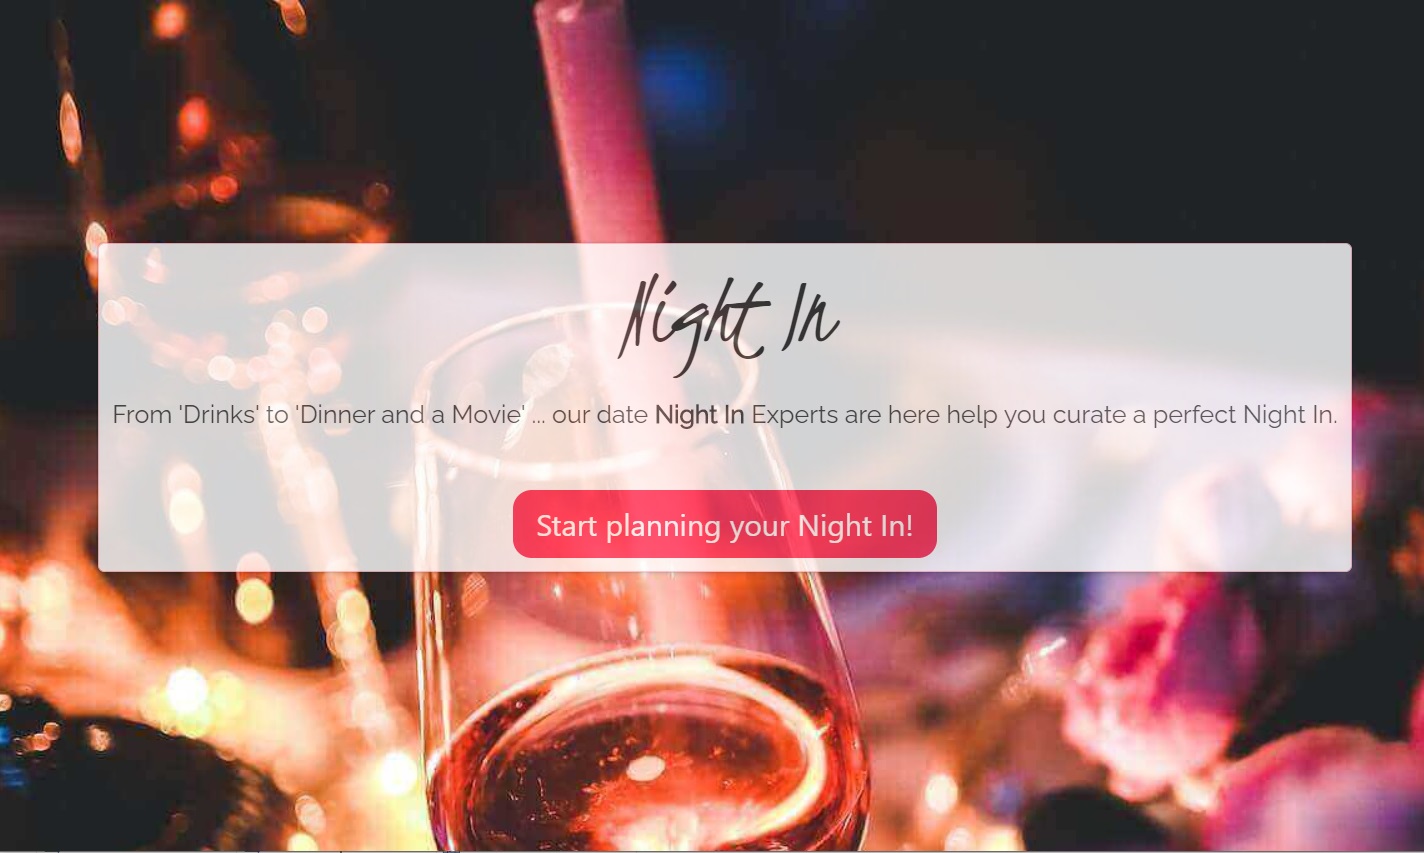 Night In
From 'Drinks' to 'Dinner and a Movie' ... our date Night In Experts are here help you curate a perfect Night In.
Start planning your Night In!